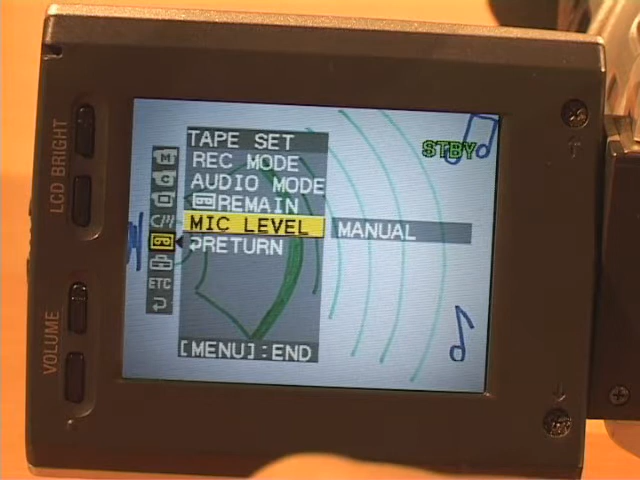 LCD BRIGHT
VOLUME
TAPE SET
STBY
M
REC MODE
C
AUDIO MODE
REMAIN
MIC LEVEL MANUAL
RETURN
ETC
[MENU]:END